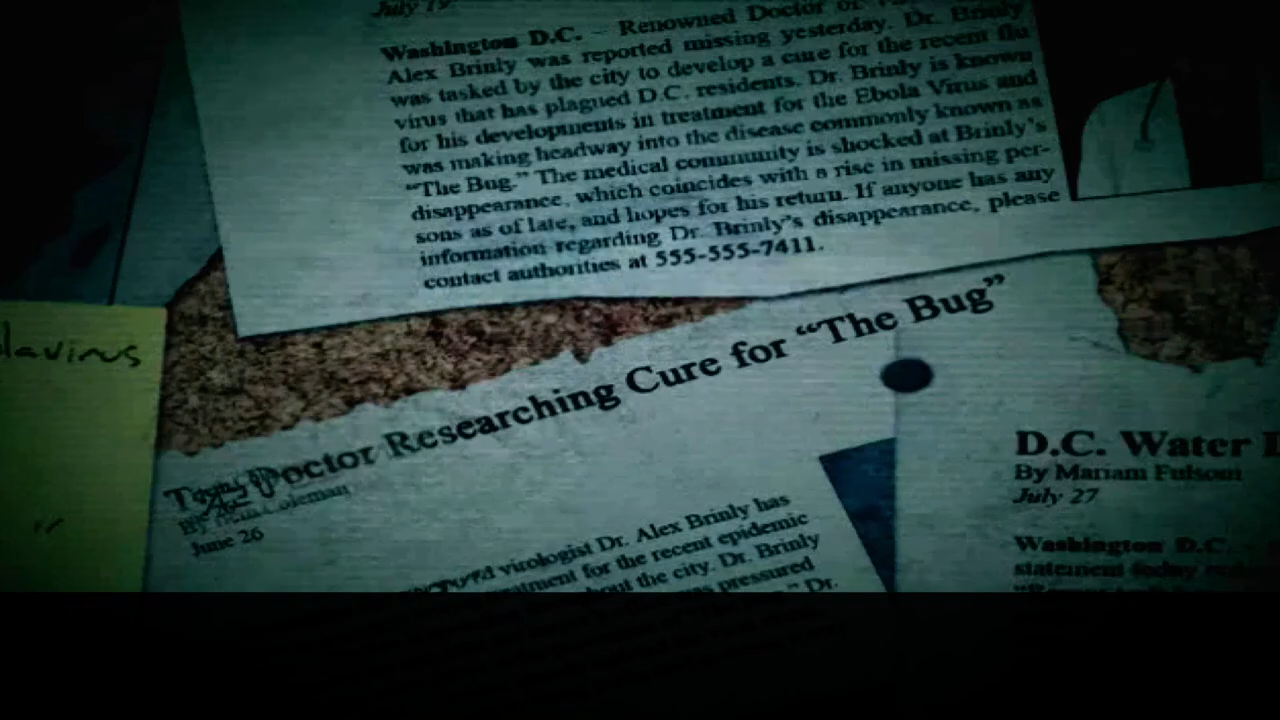 July 19
Washington D.C. – Renowned Doctor of
Alex Brinly was reported missing yesterday. Dr. Brinly
was tasked by the city to develop a cure for the recent flu
virus that has plagued D.C. residents. Dr. Brinly is known
for his developments in treatment for the Ebola Virus and
was making headway into the disease commonly known as
“The Bug.” The medical community is shocked at Brinly’s
disappearance, which coincides with a rise in missing per-
sons as of late, and hopes for his return. If anyone has any
information regarding Dr. Brinly’s disappearance, please
contact authorities at 555-555-7411.
lavirus
Doctor Researching Cure for “The Bug”
Coleman
June 26
virologist Dr. Alex Brinly has
treatment for the recent epidemic
the city. Dr. Brinly
was pressured
Dr.
D.C. Water
By Mariam Fulsom
July 27
Washington D.C. –
statement today